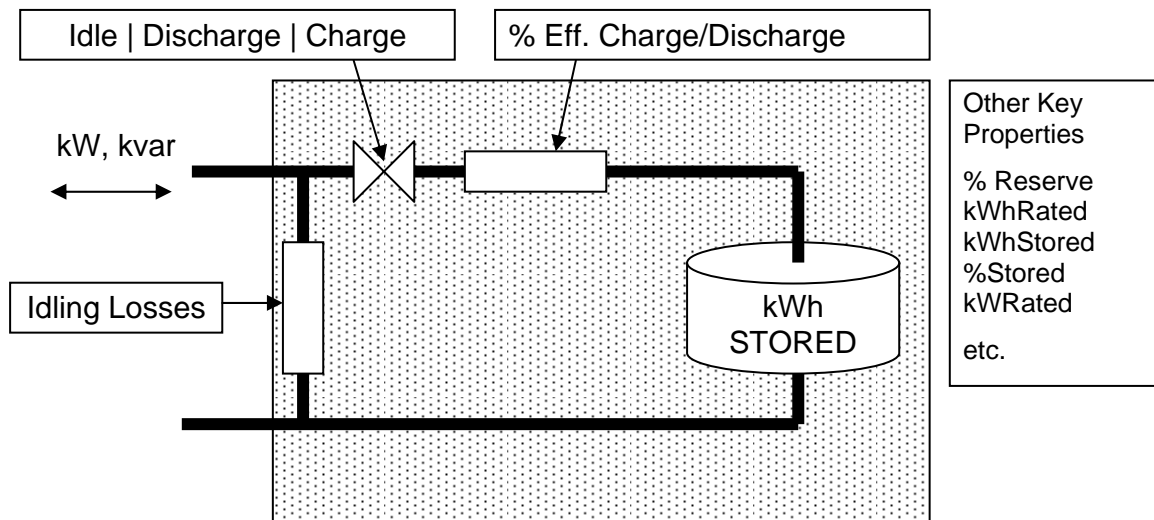 Idle | Discharge | Charge
% Eff. Charge/Discharge
kW, kvar
Idling Losses
kWh
STORED
Other Key
Properties
% Reserve
kWhRated
kWhStored
%Stored
kWRated
etc.